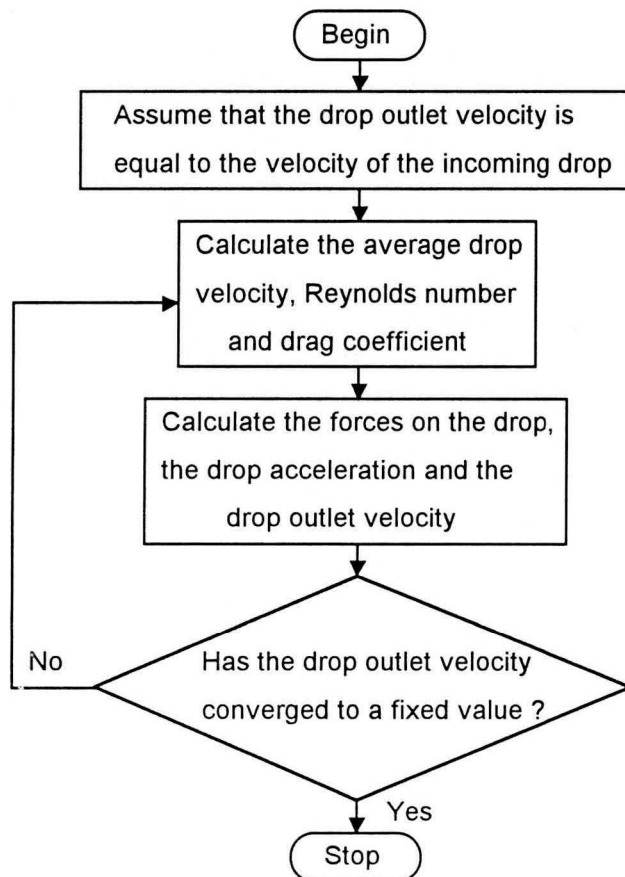 Begin
Assume that the drop outlet velocity is
equal to the velocity of the incoming drop
Calculate the average drop
velocity, Reynolds number
and drag coefficient
Calculate the forces on the drop,
the drop acceleration and the
drop outlet velocity
No
Has the drop outlet velocity
converged to a fixed value ?
Yes
Stop